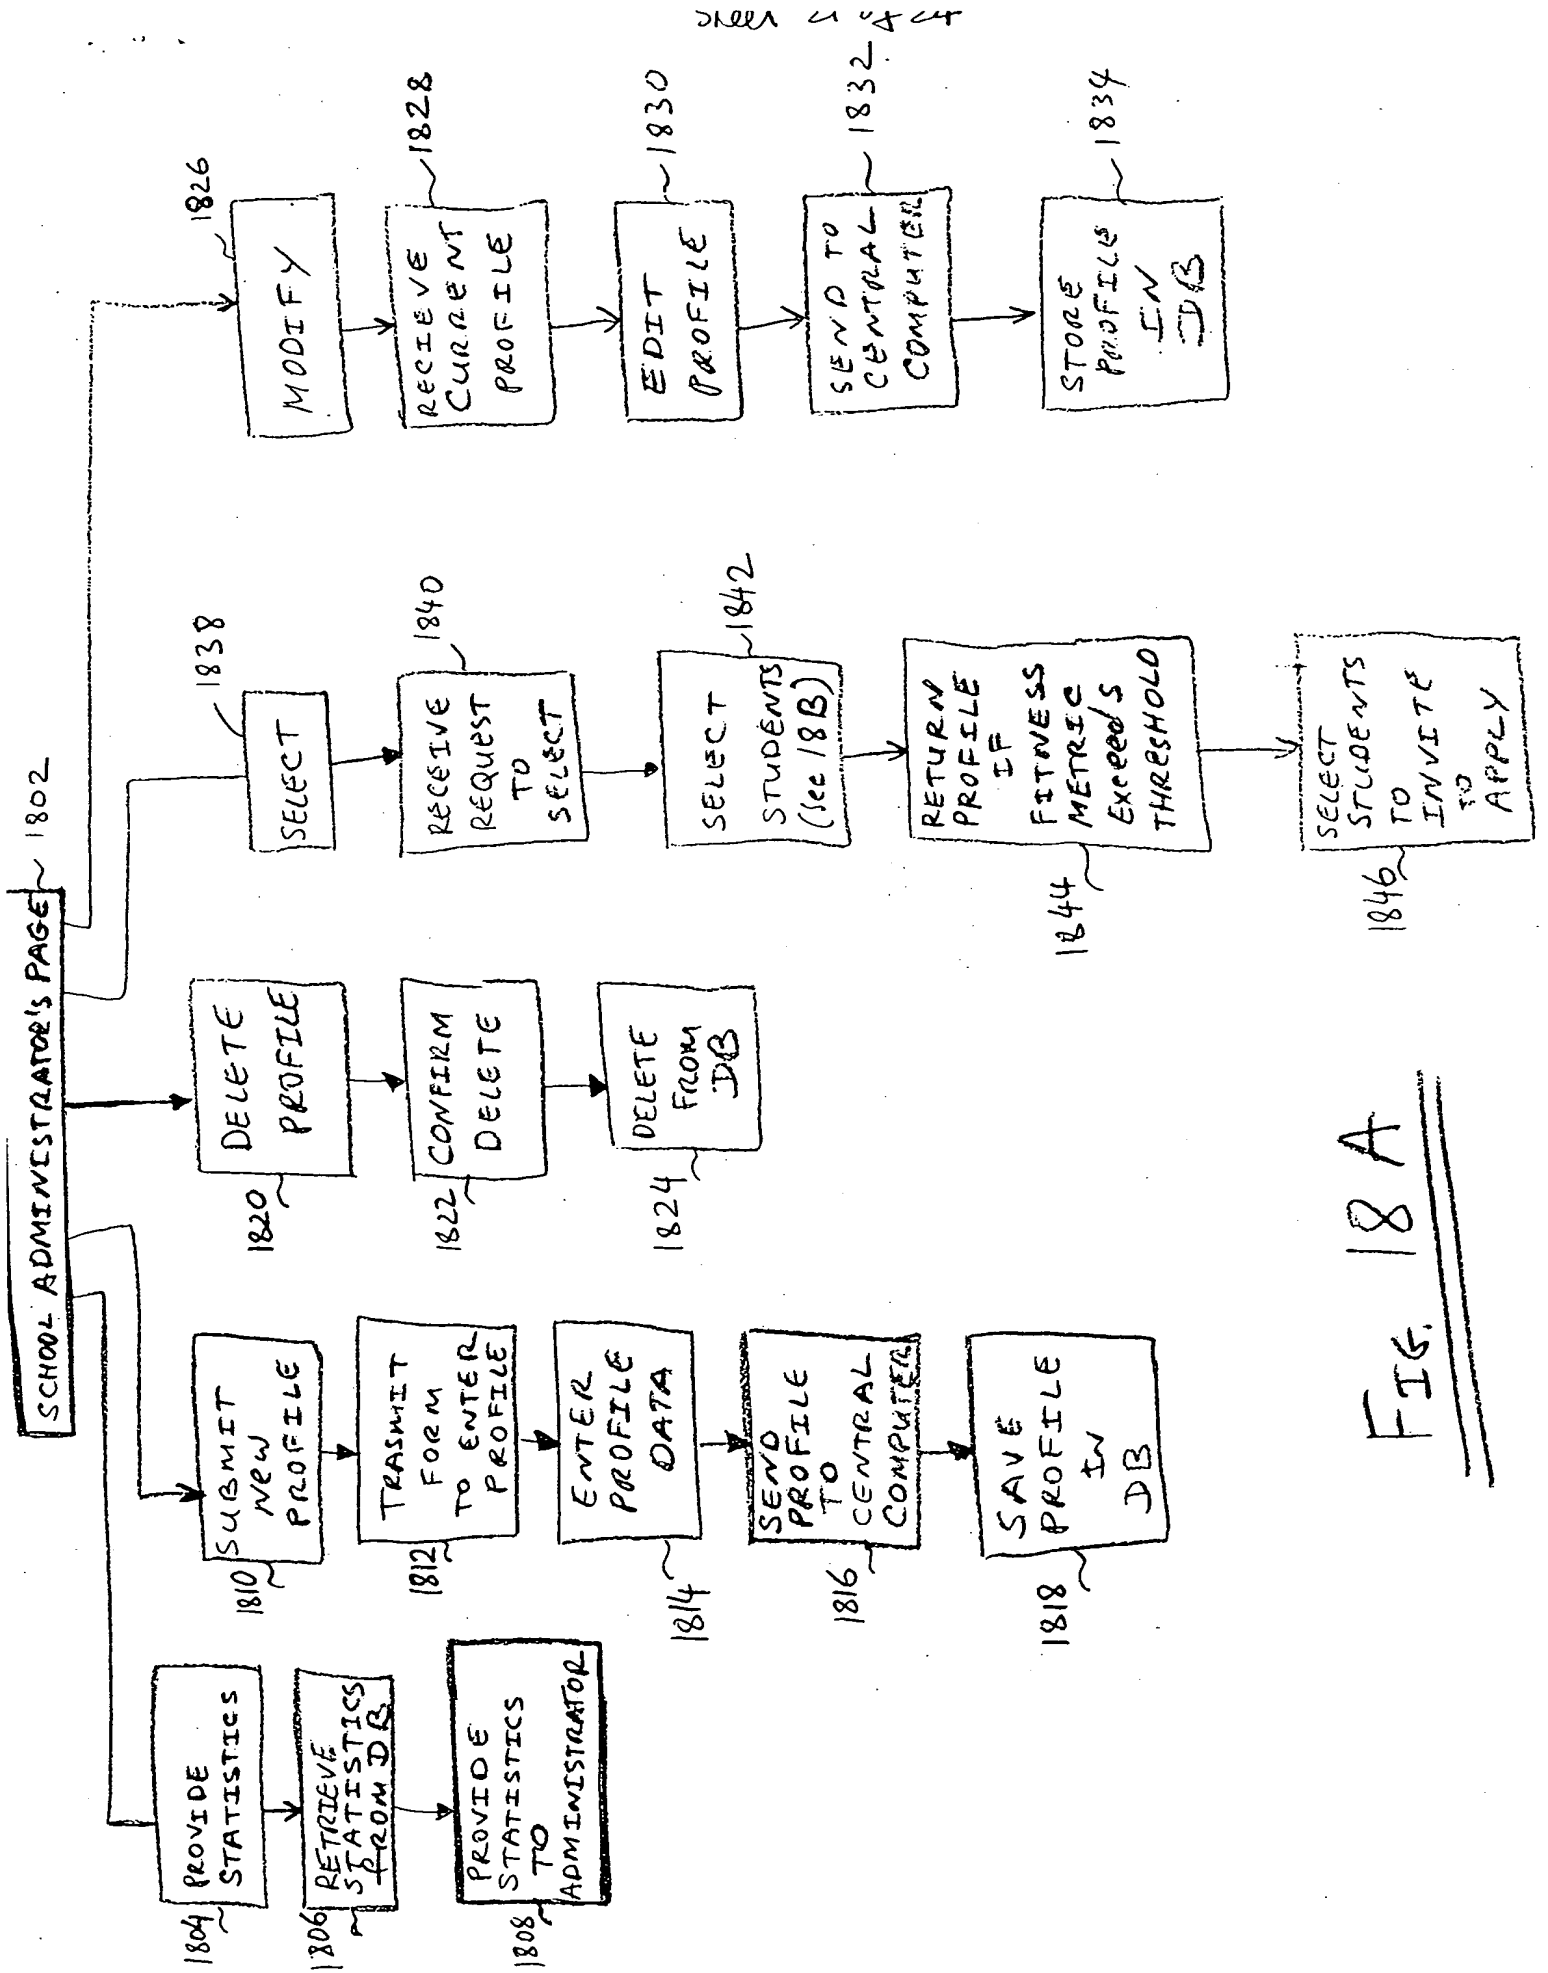 SCHOOL ADMINISTRATOR'S PAGE
1802
1804
PROVIDE
STATISTICS
1806
RETRIEVE
STATISTICS
FROM DB
1808
PROVIDE
STATISTICS
TO
ADMINISTRATOR
1810
SUBMIT
NEW
PROFILE
1812
TRASMIT
FORM
TO ENTER
PROFILE
1814
ENTER
PROFILE
DATA
1816
SEND
PROFILE
TO
CENTRAL
COMPUTER
1818
SAVE
PROFILE
IN
DB
1820
DELETE
PROFILE
1822
CONFIRM
DELETE
1824
DELETE
FROM
DB
1838
SELECT
1840
RECEIVE
REQUEST
TO
SELECT
1842
SELECT
STUDENTS
(see 18B)
1844
RETURN
PROFILE
IF
FITNESS
METRIC
Exceeds
THRESHOLD
1846
SELECT
STUDENTS
TO
INVITE
TO
APPLY
1826
MODIFY
1828
RECIEVE
CURRENT
PROFILE
1830
EDIT
PROFILE
1832
SEND TO
CENTRAL
COMPUTER
1834
STORE
PROFILE
IN
DB
FIG. 18 A